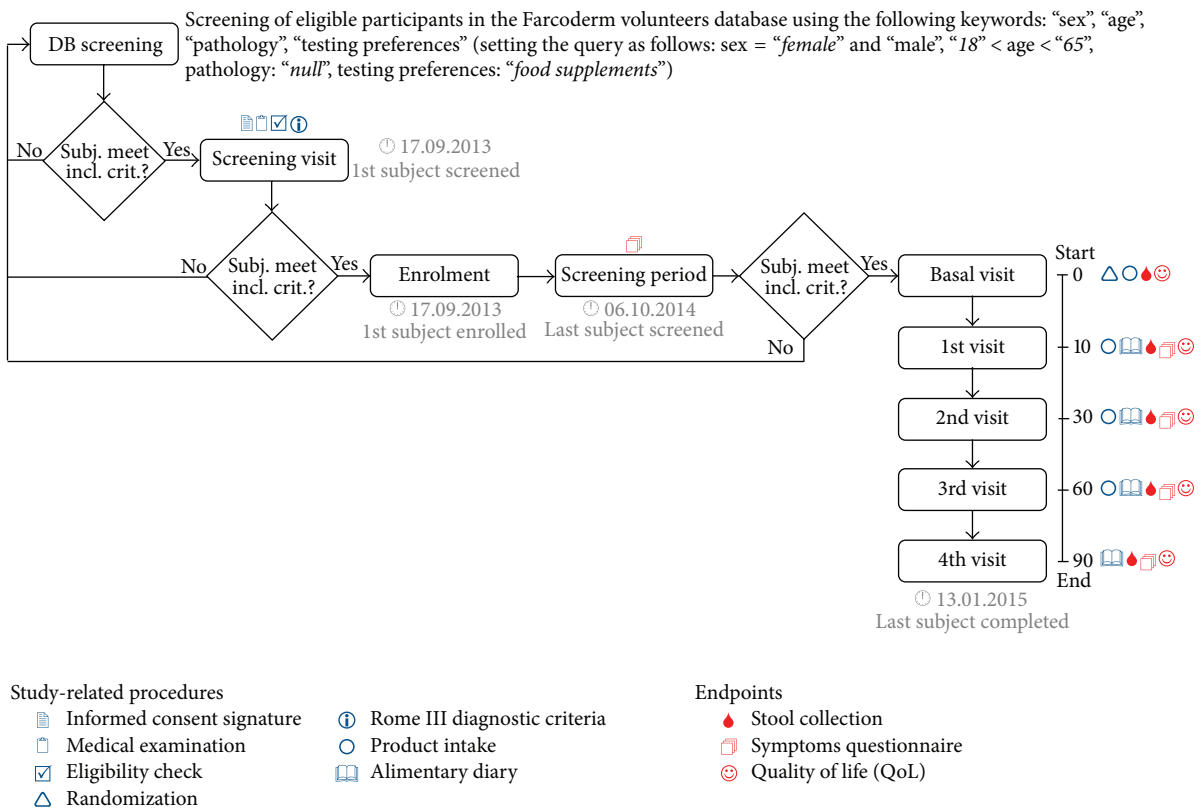 Screening of eligible participants in the Farcoderm volunteers database using the following keywords: “sex”, “age”,
“pathology”, “testing preferences” (setting the query as follows: sex = “female” and “male”, “18” < age < “65”,
pathology: “null”, testing preferences: “food supplements”)
DB screening
Subj. meet
incl. crit.?
No
Yes
Screening visit
17.09.2013
1st subject screened
Subj. meet
incl. crit.?
No
Yes
Enrolment
17.09.2013
1st subject enrolled
Screening period
06.10.2014
Last subject screened
Subj. meet
incl. crit.?
Yes
No
Basal visit
1st visit
2nd visit
3rd visit
4th visit
13.01.2015
Last subject completed
Start
0
10
30
60
90
End
Study-related procedures
Informed consent signature
Medical examination
Eligibility check
Randomization
Rome III diagnostic criteria
Product intake
Alimentary diary
Endpoints
Stool collection
Symptoms questionnaire
Quality of life (QoL)